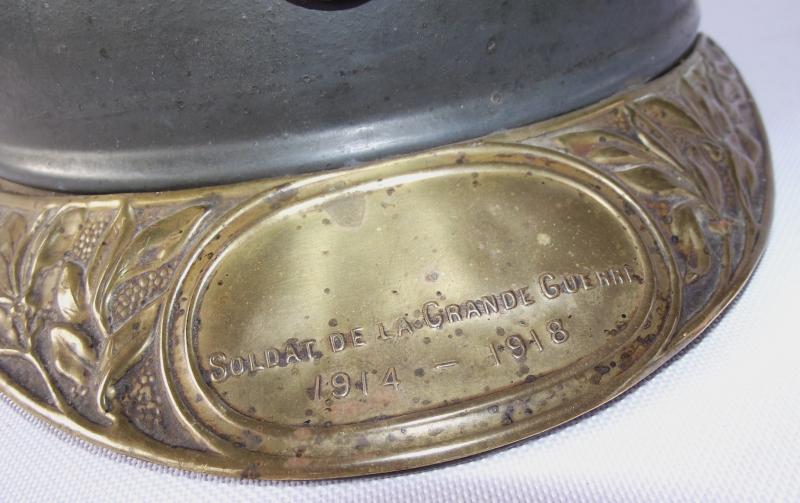 SOLDAT DE LA GRANDE GUERRE
1914 - 1918